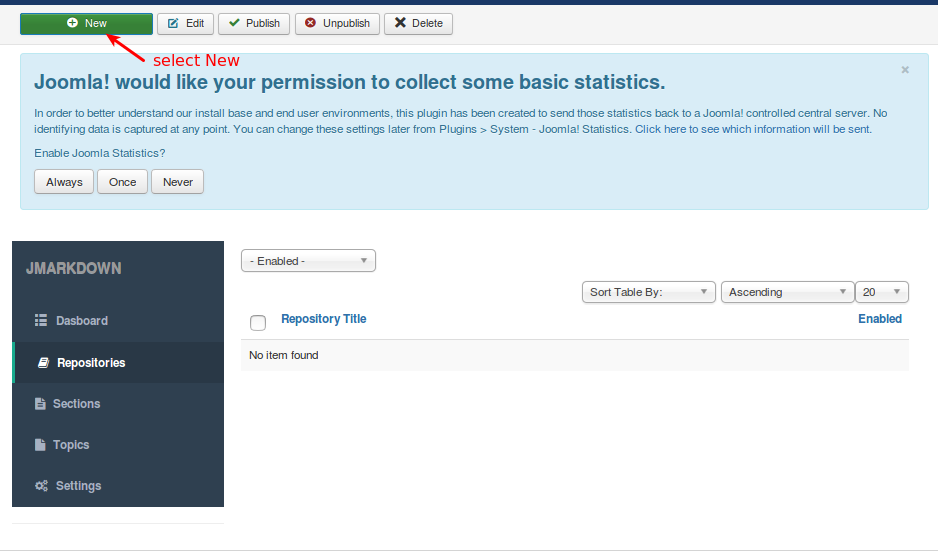 New Edit Publish Unpublish Delete
select New
Joomla! would like your permission to collect some basic statistics.
In order to better understand our install base and end user environments, this plugin has been created to send those statistics back to a Joomla! controlled central server. No
identifying data is captured at any point. You can change these settings later from Plugins > System - Joomla! Statistics. Click here to see which information will be sent.
Enable Joomla Statistics?
Always Once Never
JMARKDOWN
Dasboard
Repositories
Sections
Topics
Settings
- Enabled -
Sort Table By: Ascending 20
Repository Title Enabled
No item found